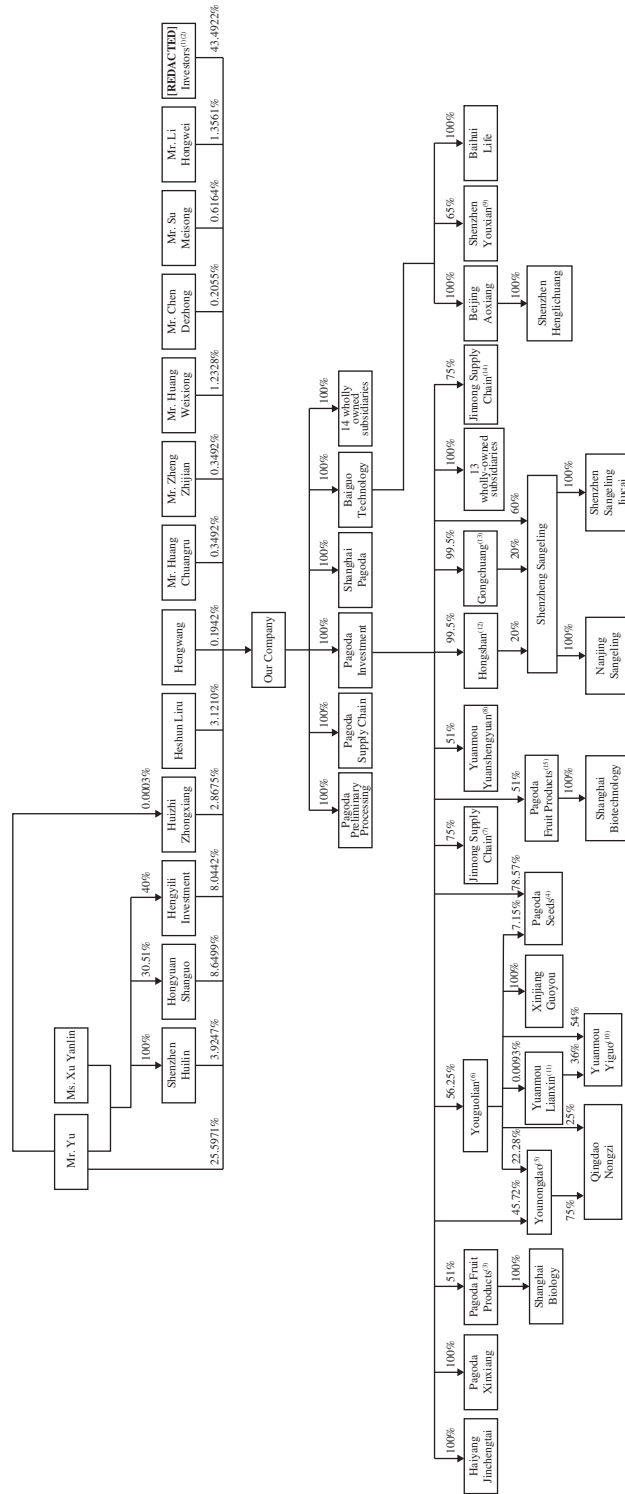 Mr. Yu
Ms. Xu Yanlin
0.0003%
100%
30.51%
40%
Shenzhen
Huilin
Hongyuan
Shanguo
Hengyili
Investment
Huizhi
Zhongxiang
Heshun Liru
Hengwang
Mr. Huang
Chuangru
Mr. Zheng
Zhijian
Mr. Huang
Weixiong
Mr. Chen
Dezhong
Mr. Su
Meisong
Mr. Li
Hongwei
[REDACTED]
Investors(1)(2)
25.5971%
3.9247%
8.6499%
8.0442%
2.8675%
3.1210%
0.1942%
0.3492%
0.3492%
1.2328%
0.2055%
0.6164%
1.3561%
43.4922%
Our Company
100%
100%
100%
100%
100%
100%
Pagoda
Preliminary
Processing
Pagoda
Supply Chain
Pagoda
Investment
Shanghai
Pagoda
Baiguo
Technology
14 wholly
owned
subsidiaries
100%
100%
51%
45.72%
22.28%
56.25%
0.0093%
100%
7.15%
78.57%
75%
51%
51%
99.5%
99.5%
60%
100%
75%
100%
65%
100%
Haiyang
Jinchengtai
Pagoda
Xinxiang
Pagoda Fruit
Products(3)
Younongdao(5)
Youguolian(6)
Yuanmou
Lianxin(11)
Xinjiang
Guoyou
Pagoda
Seeds(4)
Jinnong Supply
Chain(7)
Yuanmou
Yuanshengyuan(8)
Pagoda
Fruit Products(15)
Hongshan(12)
Gongchuang(13)
13
wholly-owned
subsidiaries
Jinnong Supply
Chain(14)
Beijing
Aoxiang
Shenzhen
Youxian(9)
Baihui
Life
100%
75%
25%
36%
54%
100%
20%
20%
100%
Shanghai
Biology
Qingdao
Nongzi
Yuanmou
Yiguo(10)
Shanghai
Biotechnology
Shenzheng Sangeling
Shenzhen
Henglichuang
100%
100%
Nanjing
Sangeling
Shenzhen
Sangeling